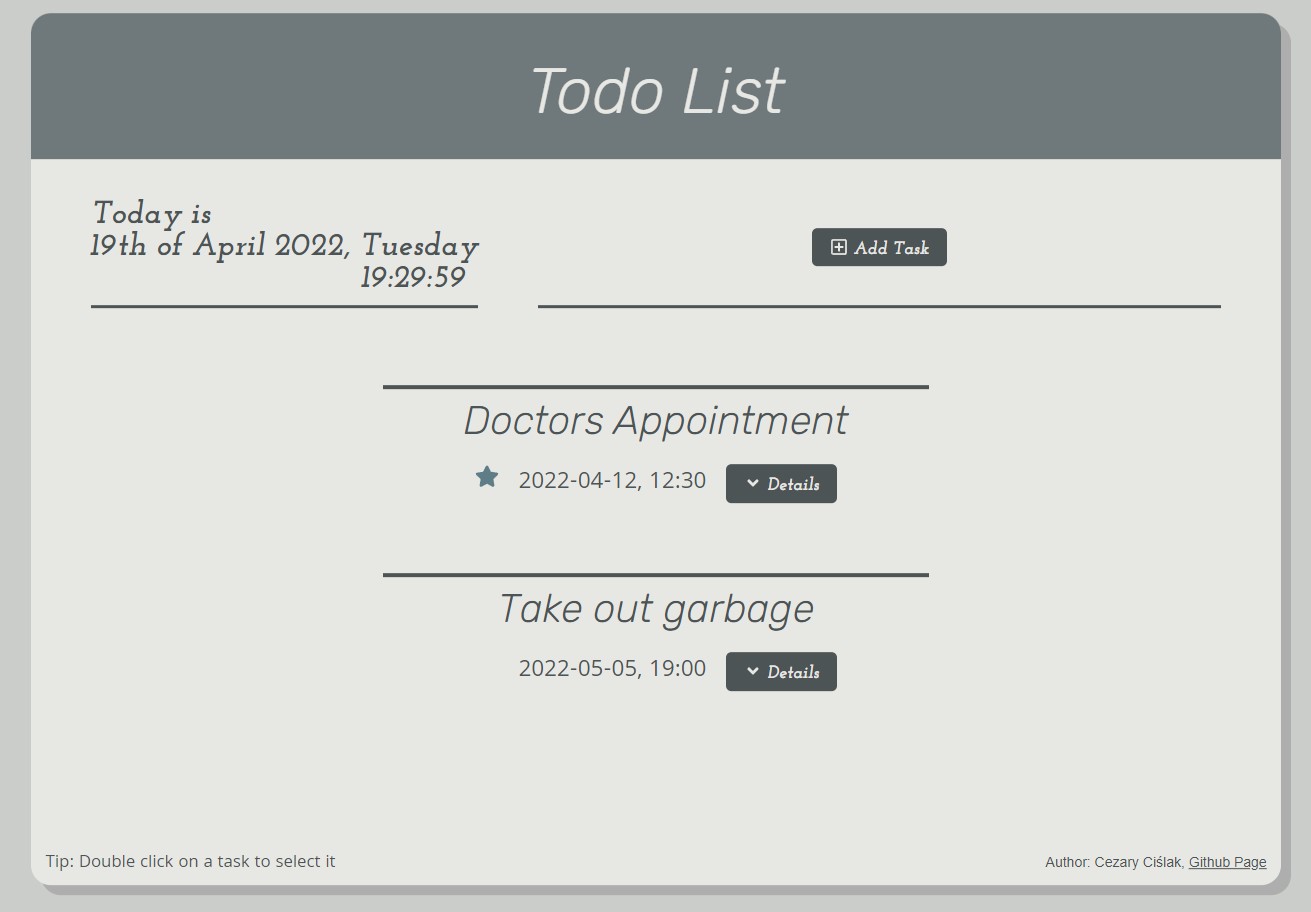 Todo List
Today is
19th of April 2022, Tuesday
19:29:59
Add Task
Doctors Appointment
2022-04-12, 12:30 Details
Take out garbage
2022-05-05, 19:00 Details
Tip: Double click on a task to select it
Author: Cezary Ciślak, Github Page